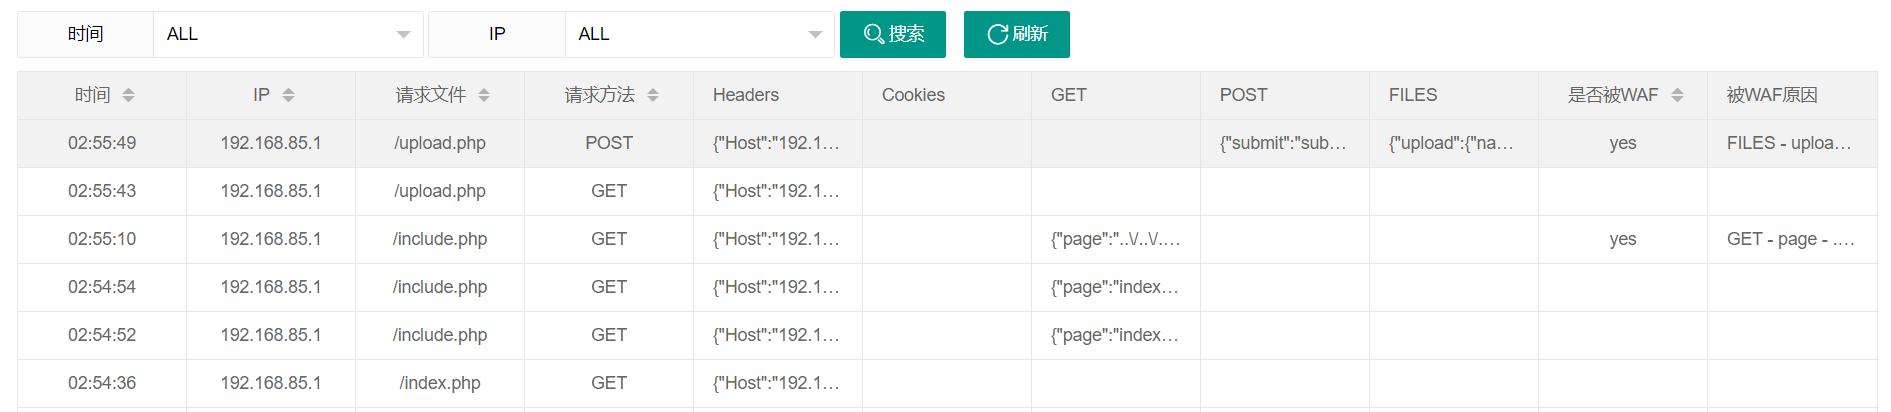 时间 ALL IP ALL 搜索 刷新
时间 IP 请求文件 请求方法 Headers Cookies GET POST FILES 是否被WAF 被WAF原因
02:55:49 192.168.85.1 /upload.php POST {"Host":"192.1... {"submit":"sub... {"upload":{"na... yes FILES - uploa...
02:55:43 192.168.85.1 /upload.php GET {"Host":"192.1...
02:55:10 192.168.85.1 /include.php GET {"Host":"192.1... {"page":"..\/..\/.... yes GET - page - ....
02:54:54 192.168.85.1 /include.php GET {"Host":"192.1... {"page":"index...
02:54:52 192.168.85.1 /include.php GET {"Host":"192.1... {"page":"index...
02:54:36 192.168.85.1 /index.php GET {"Host":"192.1...